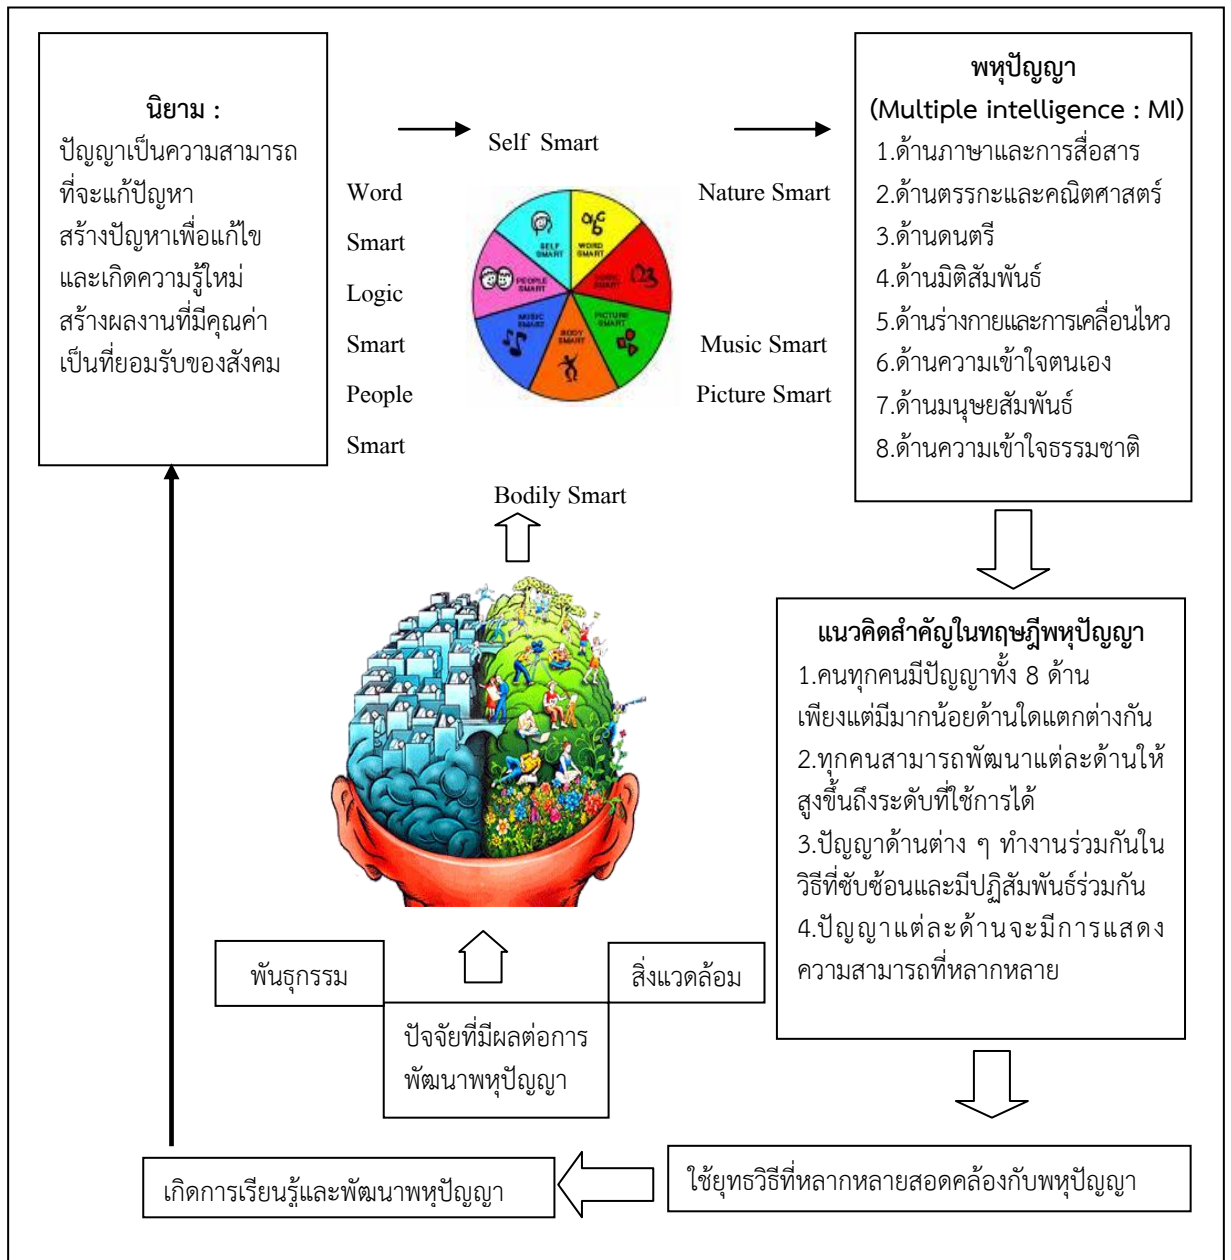 นิยาม :
ปัญญาเป็นความสามารถ
ที่จะแก้ปัญหา
สร้างปัญหาเพื่อแก้ไข
และเกิดความรู้ใหม่
สร้างผลงานที่มีคุณค่า
เป็นที่ยอมรับของสังคม
Self Smart
Word
Smart
Logic
Smart
People
Smart
SELF
SMART
WORD
SMART
LOGIC
SMART
PICTURE
SMART
BODY
SMART
MUSIC
SMART
PEOPLE
SMART
Nature Smart
Music Smart
Picture Smart
Bodily Smart
พหุปัญญา
(Multiple intelligence : MI)
1.ด้านภาษาและการสื่อสาร
2.ด้านตรรกะและคณิตศาสตร์
3.ด้านดนตรี
4.ด้านมิติสัมพันธ์
5.ด้านร่างกายและการเคลื่อนไหว
6.ด้านความเข้าใจตนเอง
7.ด้านมนุษยสัมพันธ์
8.ด้านความเข้าใจธรรมชาติ
แนวคิดสำคัญในทฤษฎีพหุปัญญา
1.คนทุกคนมีปัญญาทั้ง 8 ด้าน
เพียงแต่มีมากน้อยด้านใดแตกต่างกัน
2.ทุกคนสามารถพัฒนาแต่ละด้านให้
สูงขึ้นถึงระดับที่ใช้การได้
3.ปัญญาด้านต่าง ๆ ทำงานร่วมกันใน
วิธีที่ซับซ้อนและมีปฏิสัมพันธ์ร่วมกัน
4.ปัญญาแต่ละด้านจะมีการแสดง
ความสามารถที่หลากหลาย
พันธุกรรม
สิ่งแวดล้อม
ปัจจัยที่มีผลต่อการ
พัฒนาพหุปัญญา
เกิดการเรียนรู้และพัฒนาพหุปัญญา
ใช้ยุทธวิธีที่หลากหลายสอดคล้องกับพหุปัญญา